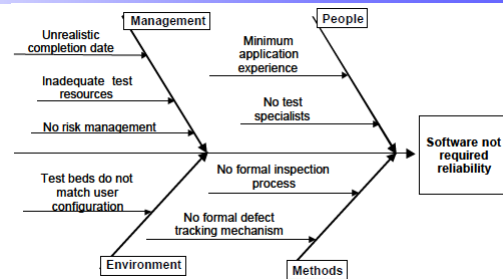 Management
People
Unrealistic
completion date
Minimum
application
experience
Inadequate test
resources
No test
specialists
No risk management
Software not
required
reliability
Test beds do not
match user
configuration
No formal inspection
process
No formal defect
tracking mechanism
Environment
Methods